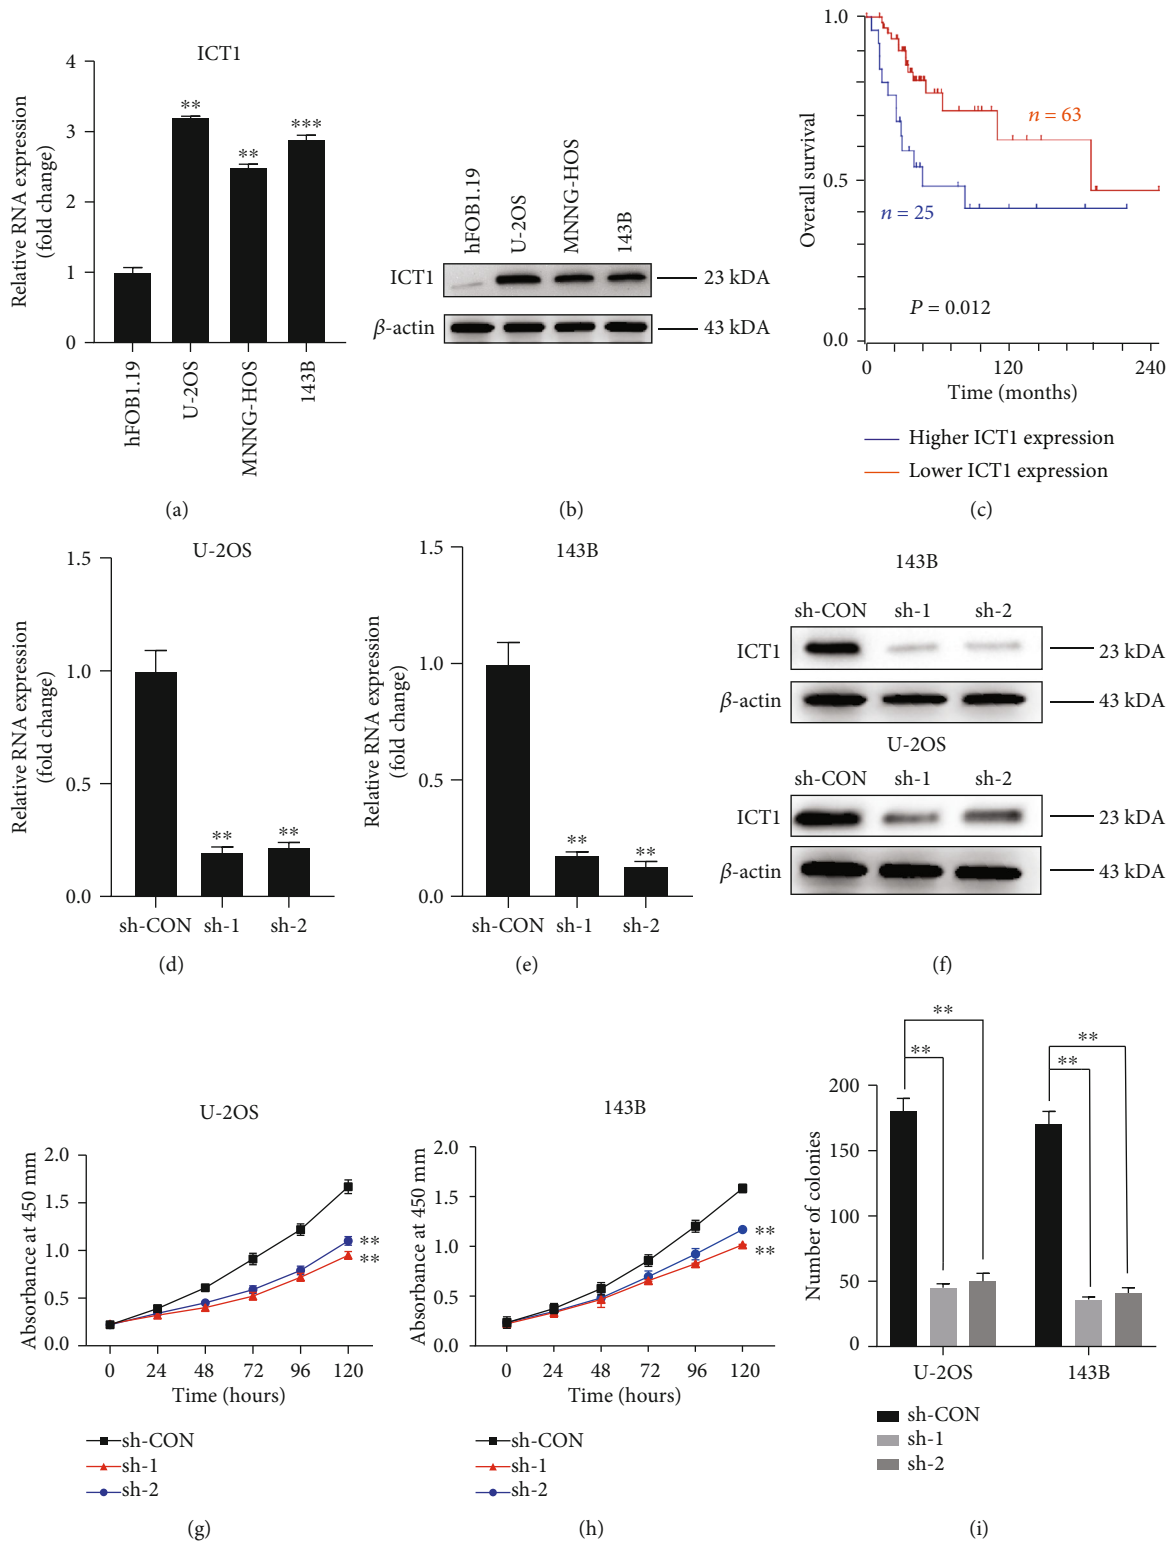 ICT1
Relative RNA expression
(fold change)
4
3
2
1
0
**
**
***
hFOB1.19
U-2OS
MNNG-HOS
143B
(a)
hFOB1.19
U-2OS
MNNG-HOS
143B
ICT1
23 kDA
β-actin
43 kDA
(b)
Overall survival
1.0
0.5
0.0
n = 63
n = 25
P = 0.012
0
120
240
Time (months)
Higher ICT1 expression
Lower ICT1 expression
(c)
U-2OS
Relative RNA expression
(fold change)
1.5
1.0
0.5
0.0
**
**
sh-CON
sh-1
sh-2
(d)
143B
Relative RNA expression
(fold change)
1.5
1.0
0.5
0.0
**
**
sh-CON
sh-1
sh-2
(e)
143B
sh-CON
sh-1
sh-2
ICT1
23 kDA
β-actin
43 kDA
U-2OS
sh-CON
sh-1
sh-2
ICT1
23 kDA
β-actin
43 kDA
(f)
U-2OS
Absorbance at 450 mm
2.0
1.5
1.0
0.5
0.0
**
**
0
24
48
72
96
120
Time (hours)
sh-CON
sh-1
sh-2
(g)
143B
Absorbance at 450 mm
2.0
1.5
1.0
0.5
0.0
**
**
0
24
48
72
96
120
Time (hours)
sh-CON
sh-1
sh-2
(h)
Number of colonies
200
150
100
50
0
**
**
**
**
U-2OS
143B
sh-CON
sh-1
sh-2
(i)